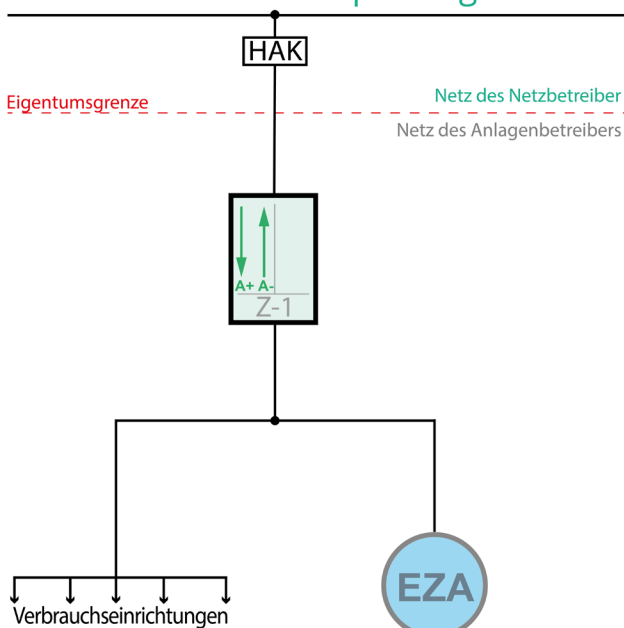 HAK
Eigentumsgrenze
Netz des Netzbetreiber
Netz des Anlagenbetreibers
A+ A-
Z-1
EZA
Verbrauchseinrichtungen